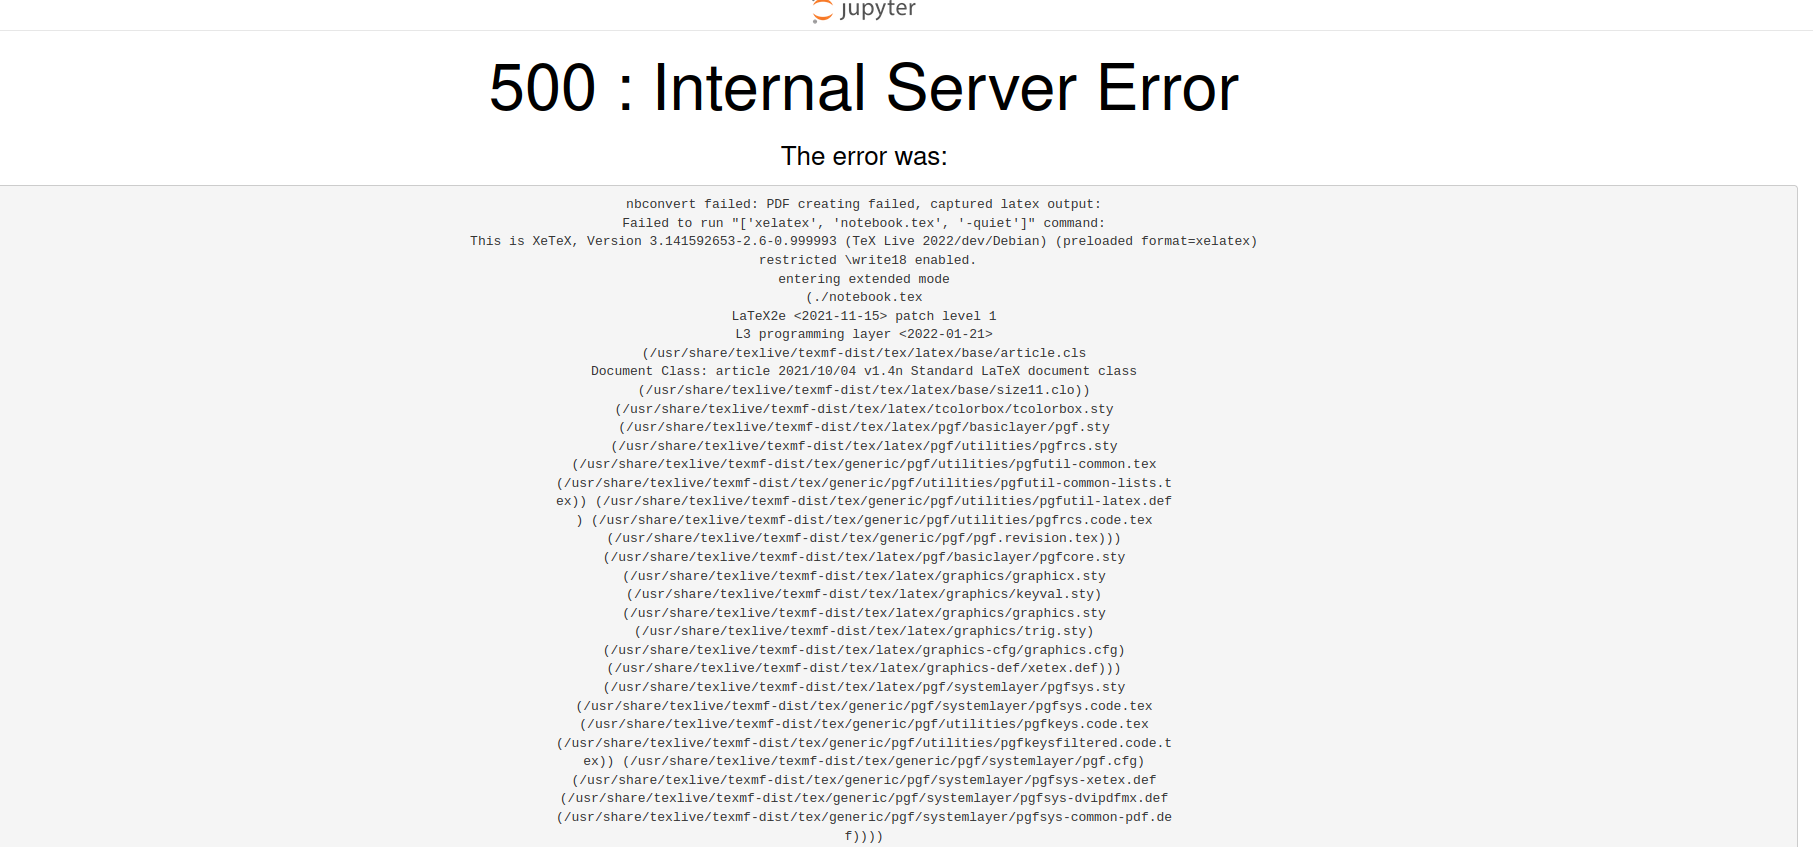 jupyter
500 : Internal Server Error
The error was:
nbconvert failed: PDF creating failed, captured latex output:
Failed to run "['xelatex', 'notebook.tex', '-quiet']" command:
This is XeTeX, Version 3.141592653-2.6-0.999993 (TeX Live 2022/dev/Debian) (preloaded format=xelatex)
restricted \write18 enabled.
entering extended mode
(./notebook.tex
LaTeX2e <2021-11-15> patch level 1
L3 programming layer <2022-01-21>
(/usr/share/texlive/texmf-dist/tex/latex/base/article.cls
Document Class: article 2021/10/04 v1.4n Standard LaTeX document class
(/usr/share/texlive/texmf-dist/tex/latex/base/size11.clo))
(/usr/share/texlive/texmf-dist/tex/latex/tcolorbox/tcolorbox.sty
(/usr/share/texlive/texmf-dist/tex/latex/pgf/basiclayer/pgf.sty
(/usr/share/texlive/texmf-dist/tex/latex/pgf/utilities/pgfrcs.sty
(/usr/share/texlive/texmf-dist/tex/generic/pgf/utilities/pgfutil-common.tex
(/usr/share/texlive/texmf-dist/tex/generic/pgf/utilities/pgfutil-common-lists.t
ex)) (/usr/share/texlive/texmf-dist/tex/generic/pgf/utilities/pgfutil-latex.def
) (/usr/share/texlive/texmf-dist/tex/generic/pgf/utilities/pgfrcs.code.tex
(/usr/share/texlive/texmf-dist/tex/generic/pgf/pgf.revision.tex)))
(/usr/share/texlive/texmf-dist/tex/latex/pgf/basiclayer/pgfcore.sty
(/usr/share/texlive/texmf-dist/tex/latex/graphics/graphicx.sty
(/usr/share/texlive/texmf-dist/tex/latex/graphics/keyval.sty)
(/usr/share/texlive/texmf-dist/tex/latex/graphics/graphics.sty
(/usr/share/texlive/texmf-dist/tex/latex/graphics/trig.sty)
(/usr/share/texlive/texmf-dist/tex/latex/graphics-cfg/graphics.cfg)
(/usr/share/texlive/texmf-dist/tex/latex/graphics-def/xetex.def)))
(/usr/share/texlive/texmf-dist/tex/latex/pgf/systemlayer/pgfsys.sty
(/usr/share/texlive/texmf-dist/tex/generic/pgf/systemlayer/pgfsys.code.tex
(/usr/share/texlive/texmf-dist/tex/generic/pgf/utilities/pgfkeys.code.tex
(/usr/share/texlive/texmf-dist/tex/generic/pgf/utilities/pgfkeysfiltered.code.t
ex)) (/usr/share/texlive/texmf-dist/tex/generic/pgf/systemlayer/pgf.cfg)
(/usr/share/texlive/texmf-dist/tex/generic/pgf/systemlayer/pgfsys-xetex.def
(/usr/share/texlive/texmf-dist/tex/generic/pgf/systemlayer/pgfsys-dvipdfmx.def
(/usr/share/texlive/texmf-dist/tex/generic/pgf/systemlayer/pgfsys-common-pdf.de
f))))